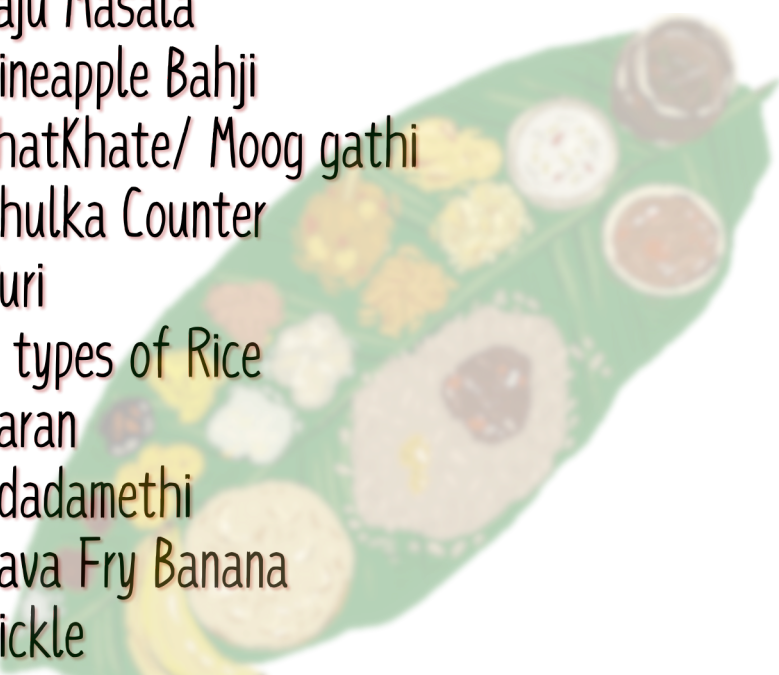 aju Masala
ineapple Bahji
hatKhate/ Moog gathi
hulka Counter
uri
types of Rice
aran
dadamethi
ava Fry Banana
ickle